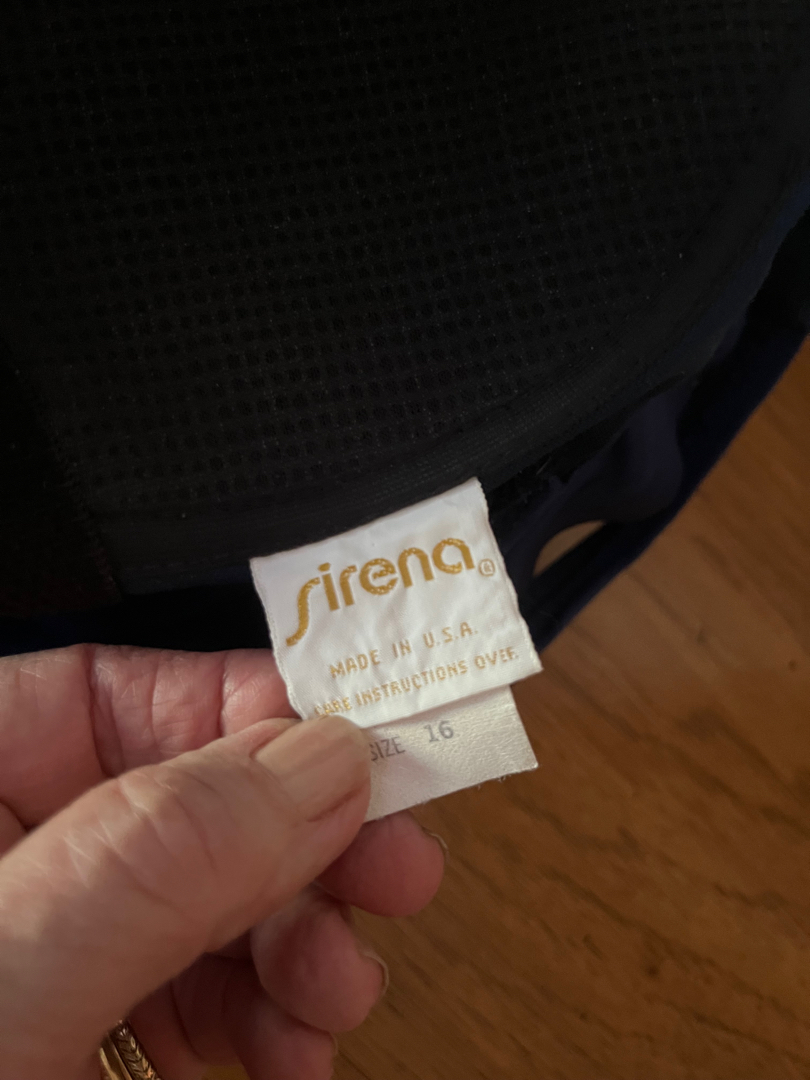 sirena®
MADE IN U.S.A.
CARE INSTRUCTIONS OVER.
SIZE 16